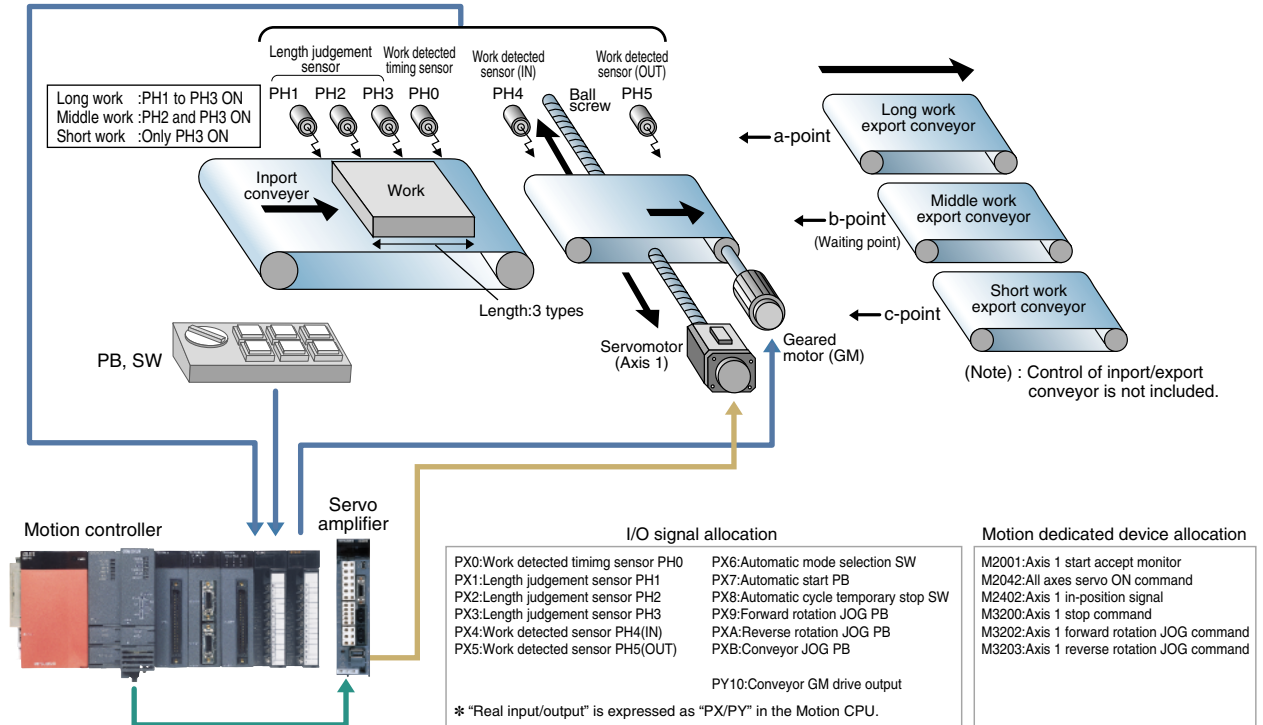 Length judgement
sensor
Work detected
timing sensor
Work detected
sensor (IN)
Work detected
sensor (OUT)
PH1 PH2 PH3 PH0 PH4 Ball
screw PH5
Long work :PH1 to PH3 ON
Middle work :PH2 and PH3 ON
Short work :Only PH3 ON
Inport
conveyer
Work
Length:3 types
a-point
b-point
(Waiting point)
c-point
Long work
export conveyor
Middle work
export conveyor
Short work
export conveyor
Servomotor
(Axis 1)
Geared
motor (GM)
(Note) : Control of inport/export
conveyor is not included.
PB, SW
Motion controller
Servo
amplifier
I/O signal allocation
PX0:Work detected timimg sensor PH0
PX1:Length judgement sensor PH1
PX2:Length judgement sensor PH2
PX3:Length judgement sensor PH3
PX4:Work detected sensor PH4(IN)
PX5:Work detected sensor PH5(OUT)
PX6:Automatic mode selection SW
PX7:Automatic start PB
PX8:Automatic cycle temporary stop SW
PX9:Forward rotation JOG PB
PXA:Reverse rotation JOG PB
PXB:Conveyor JOG PB
PY10:Conveyor GM drive output
✻ “Real input/output” is expressed as “PX/PY” in the Motion CPU.
Motion dedicated device allocation
M2001:Axis 1 start accept monitor
M2042:All axes servo ON command
M2402:Axis 1 in-position signal
M3200:Axis 1 stop command
M3202:Axis 1 forward rotation JOG command
M3203:Axis 1 reverse rotation JOG command